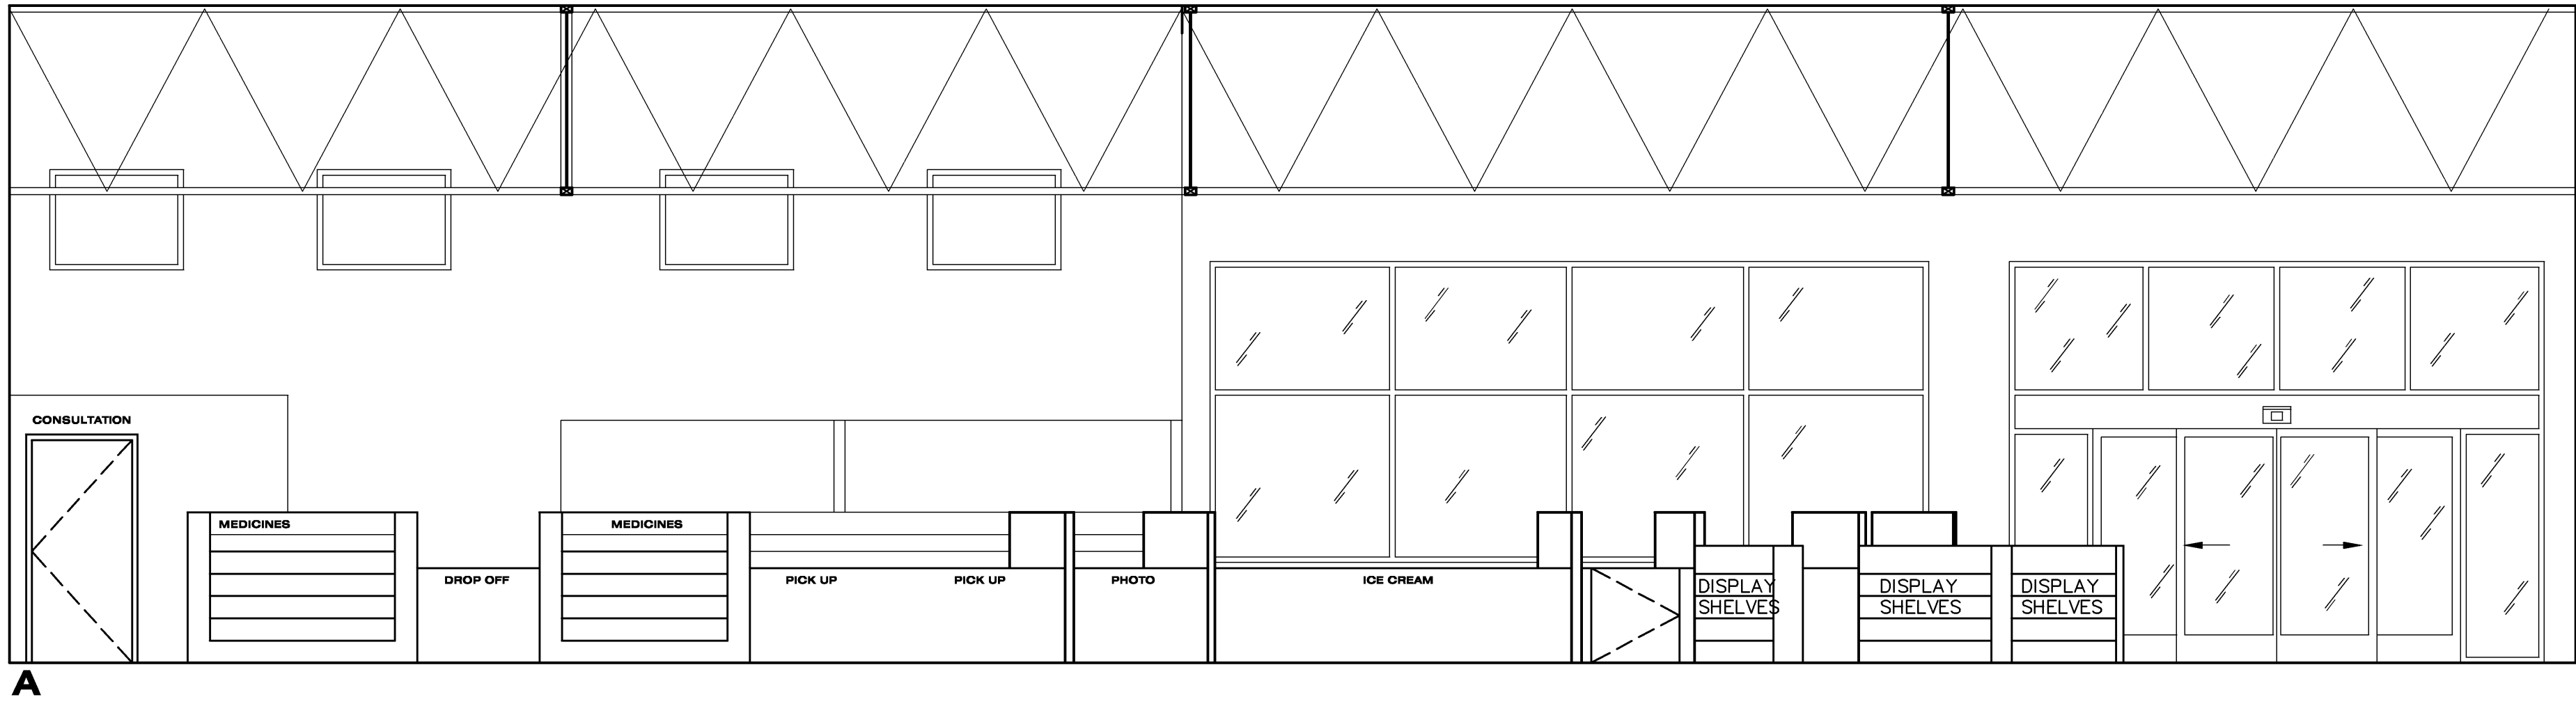 CONSULTATION
MEDICINES
DROP OFF
MEDICINES
PICK UP
PICK UP
PHOTO
ICE CREAM
DISPLAY
SHELVES
DISPLAY
SHELVES
DISPLAY
SHELVES
A